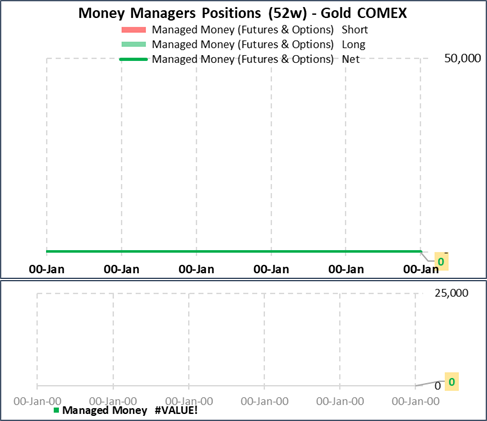 Money Managers Positions (52w) - Gold COMEX
Managed Money (Futures & Options) Short
Managed Money (Futures & Options) Long
Managed Money (Futures & Options) Net
50,000
-
0
00-Jan 00-Jan 00-Jan 00-Jan 00-Jan 00-Jan
25,000
0
0
00-Jan-00 00-Jan-00 00-Jan-00 00-Jan-00 00-Jan-00 00-Jan-00
Managed Money #VALUE!